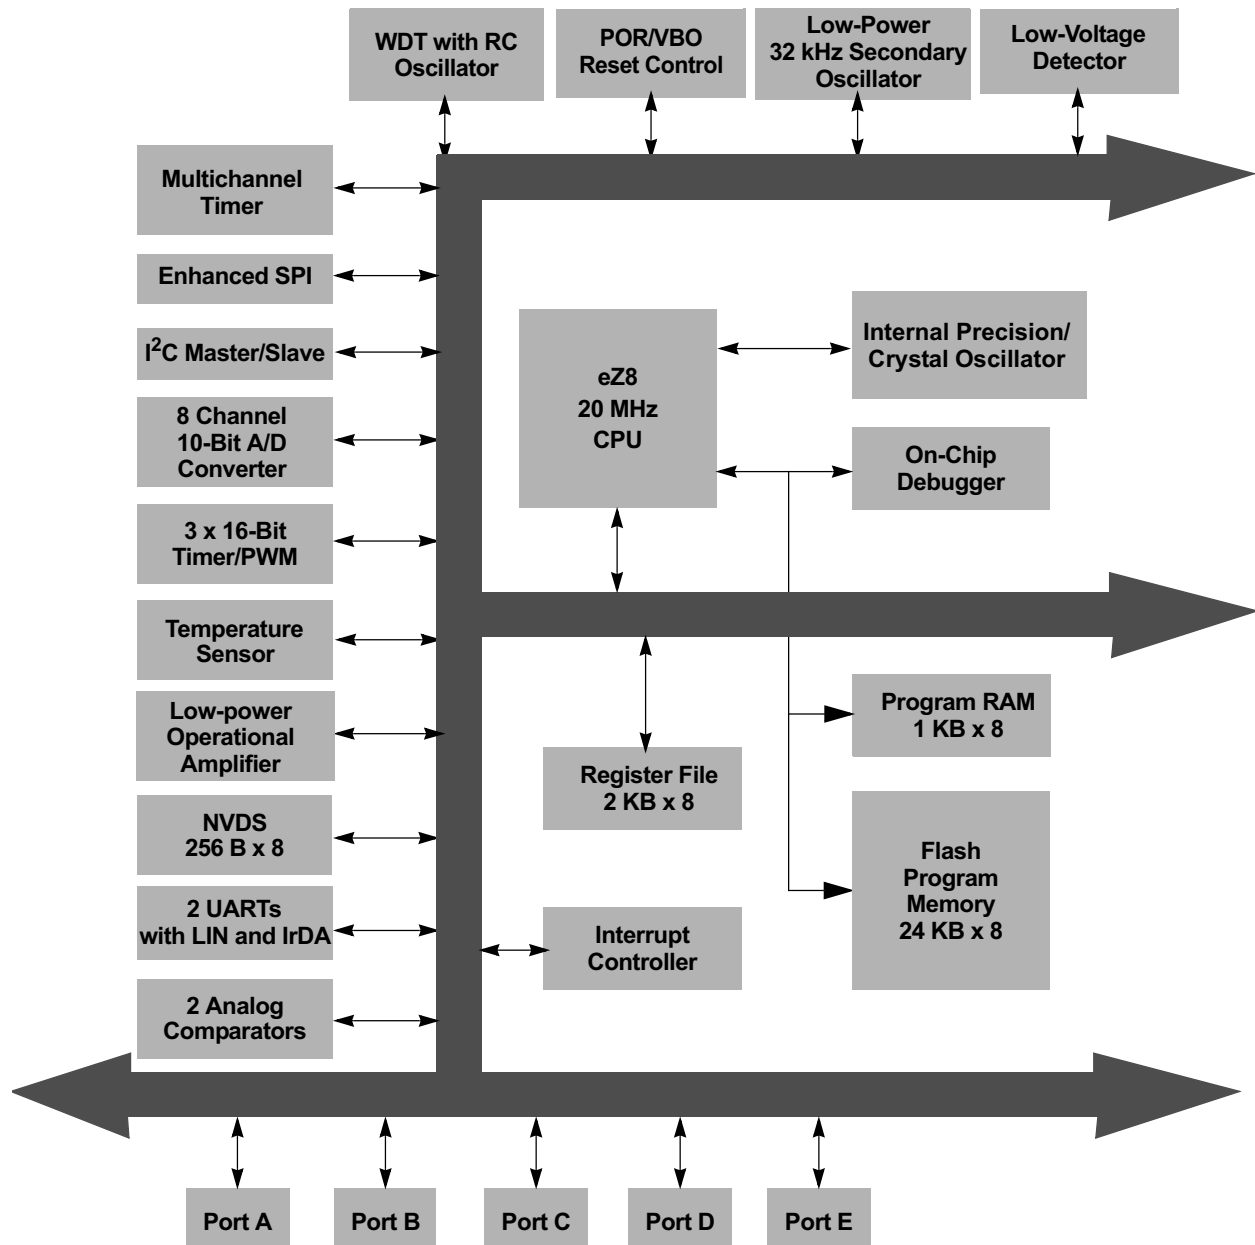 WDT with RC
Oscillator
POR/VBO
Reset Control
Low-Power
32 kHz Secondary
Oscillator
Low-Voltage
Detector
Multichannel
Timer
Enhanced SPI
I²C Master/Slave
8 Channel
10-Bit A/D
Converter
3 x 16-Bit
Timer/PWM
Temperature
Sensor
Low-power
Operational
Amplifier
NVDS
256 B x 8
2 UARTs
with LIN and IrDA
2 Analog
Comparators
eZ8
20 MHz
CPU
Internal Precision/
Crystal Oscillator
On-Chip
Debugger
Register File
2 KB x 8
Program RAM
1 KB x 8
Flash
Program
Memory
24 KB x 8
Interrupt
Controller
Port A
Port B
Port C
Port D
Port E